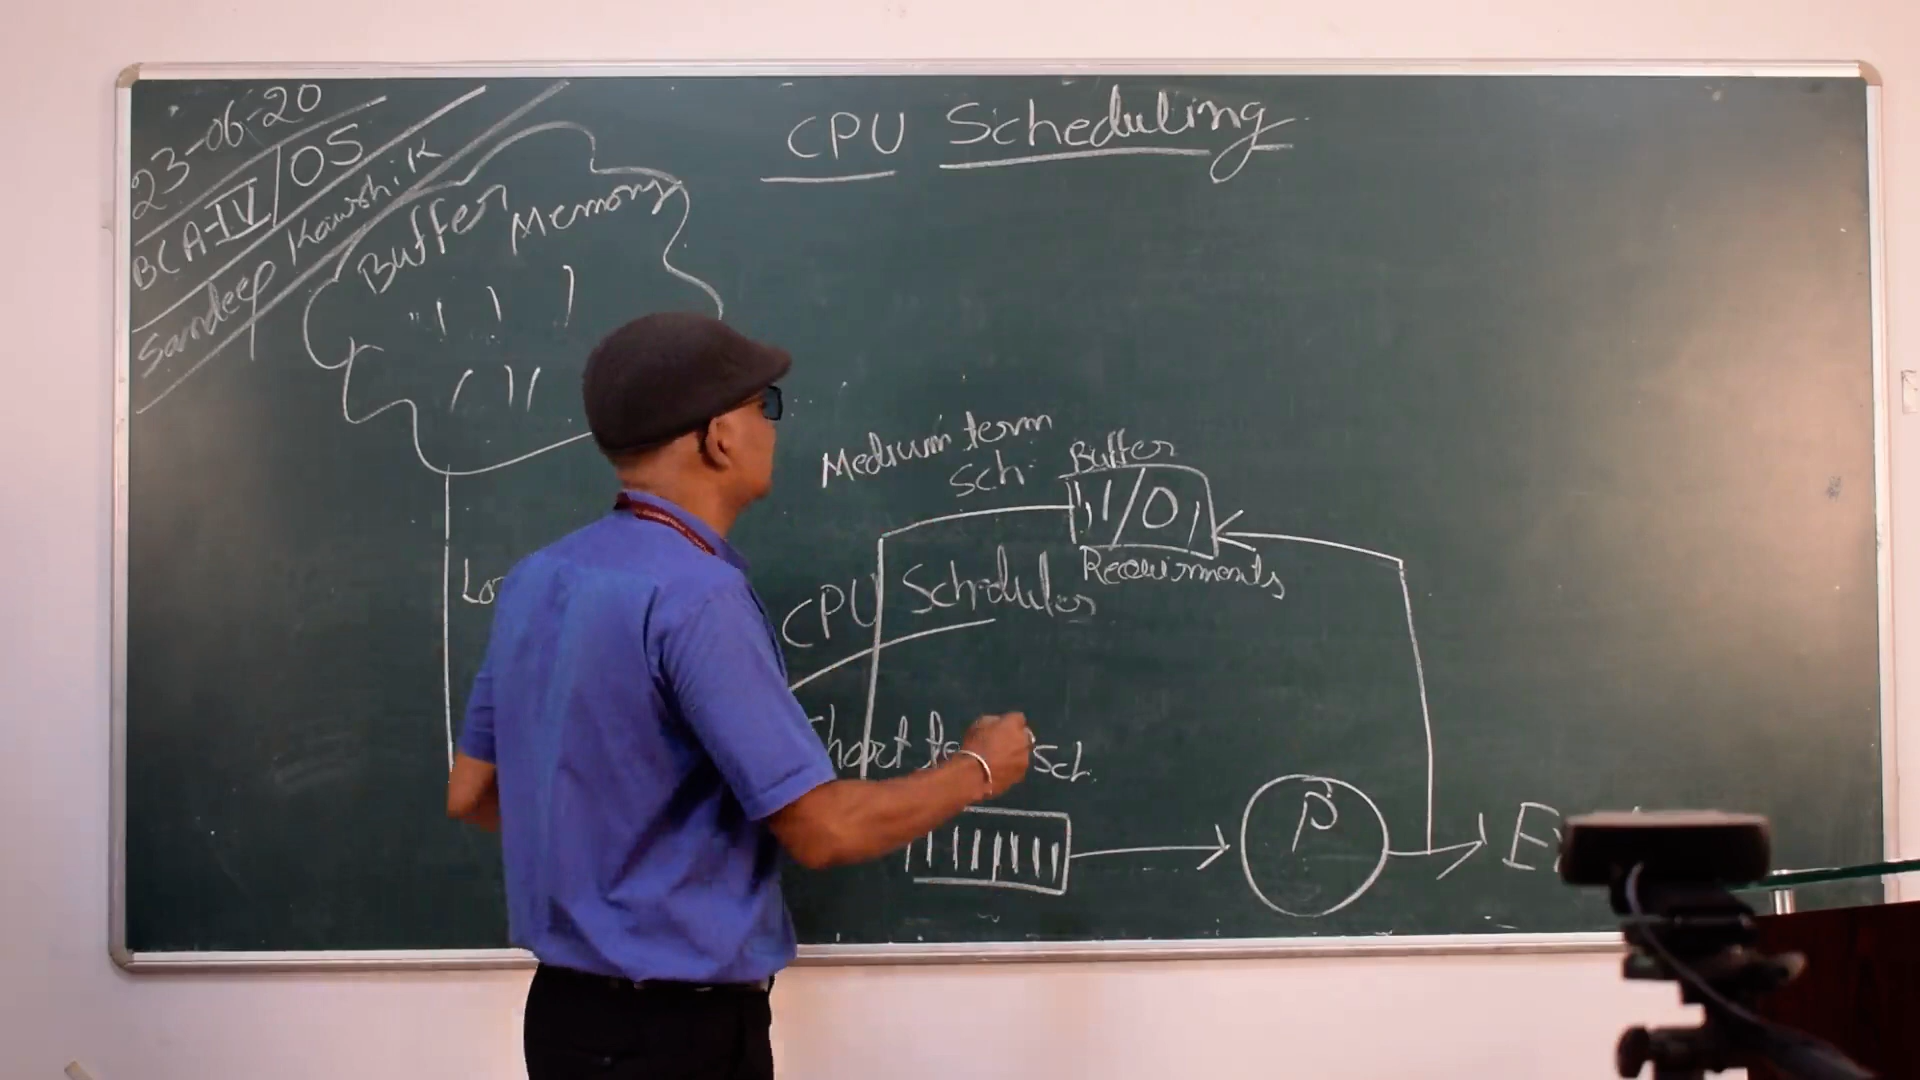 23-06-20
BCA-IV/OS
Sandeep Kaushik
CPU Scheduling
Buffer Memory
Medium term
Sch.
Buffer
I/O
Requirments
CPU Scheduler
Sch.
P